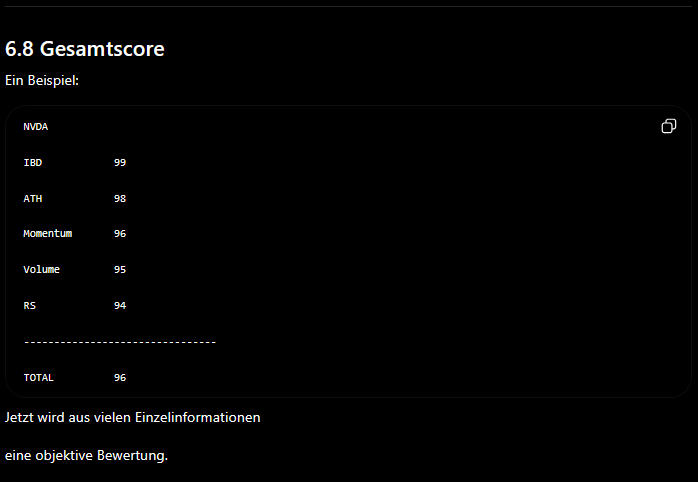 6.8 Gesamtscore
Ein Beispiel:
NVDA
IBD 99
ATH 98
Momentum 96
Volume 95
RS 94
--------------------------------
TOTAL 96
Jetzt wird aus vielen Einzelinformationen
eine objektive Bewertung.